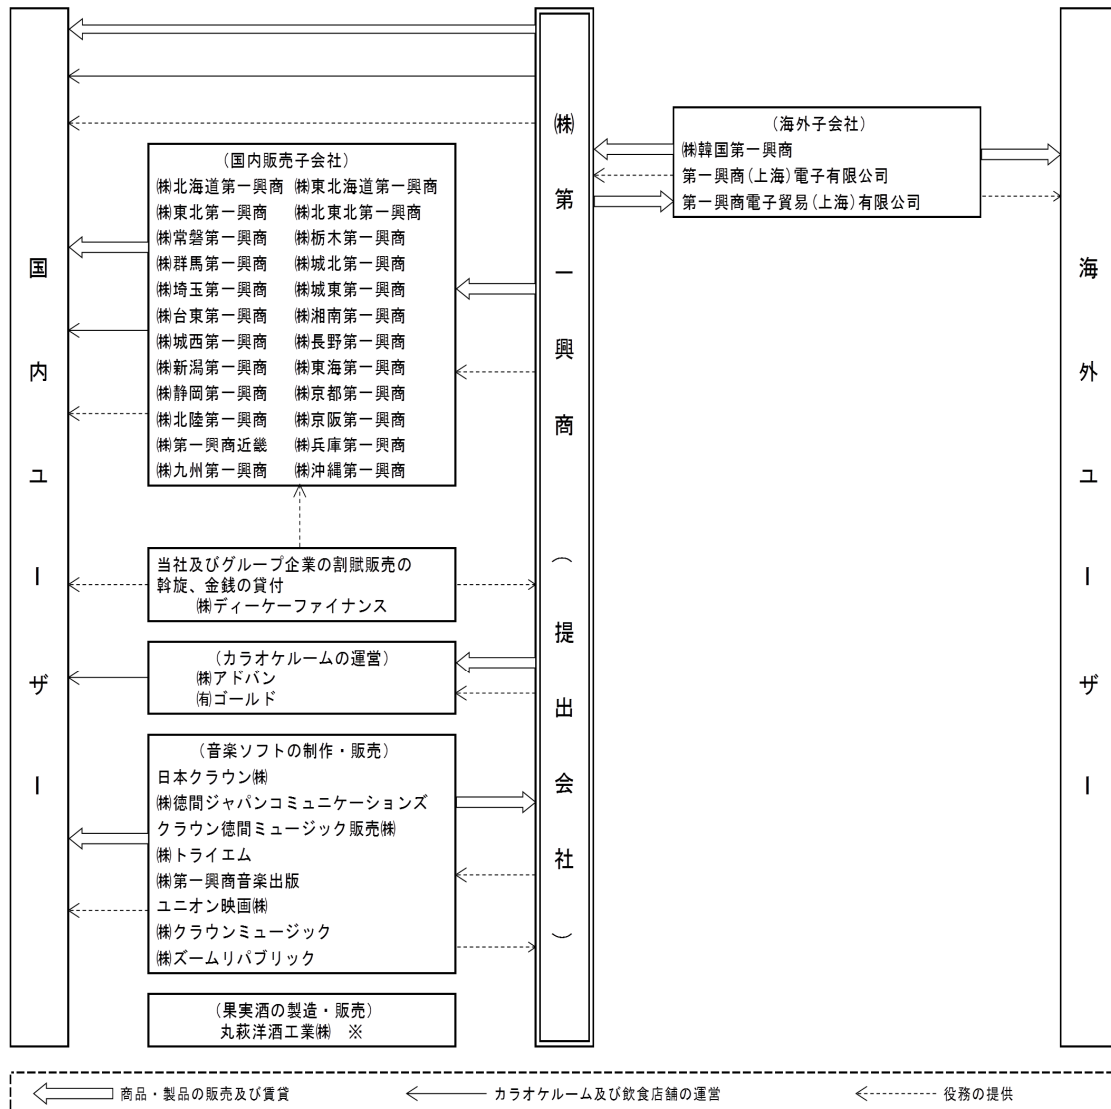 国内ユーザー
(国内販売子会社)
㈱北海道第一興商 ㈱東北海道第一興商
㈱東北第一興商 ㈱北東北第一興商
㈱常磐第一興商 ㈱栃木第一興商
㈱群馬第一興商 ㈱城北第一興商
㈱埼玉第一興商 ㈱城東第一興商
㈱台東第一興商 ㈱湘南第一興商
㈱城西第一興商 ㈱長野第一興商
㈱新潟第一興商 ㈱東海第一興商
㈱静岡第一興商 ㈱京都第一興商
㈱北陸第一興商 ㈱京阪第一興商
㈱第一興商近畿 ㈱兵庫第一興商
㈱九州第一興商 ㈱沖縄第一興商
当社及びグループ企業の割賦販売の
斡旋、金銭の貸付
㈱ディーケーファイナンス
(カラオケルームの運営)
㈱アドバン
㈲ゴールド
(音楽ソフトの制作・販売)
日本クラウン㈱
㈱徳間ジャパンコミュニケーションズ
クラウン徳間ミュージック販売㈱
㈱トライエム
㈱第一興商音楽出版
ユニオン映画㈱
㈱クラウンミュージック
㈱ズームリパブリック
(果実酒の製造・販売)
丸萩洋酒工業㈱ ※
㈱第一興商(提出会社)
(海外子会社)
㈱韓国第一興商
第一興商(上海)電子有限公司
第一興商電子貿易(上海)有限公司
海外ユーザー
商品・製品の販売及び賃貸 カラオケルーム及び飲食店舗の運営 役務の提供